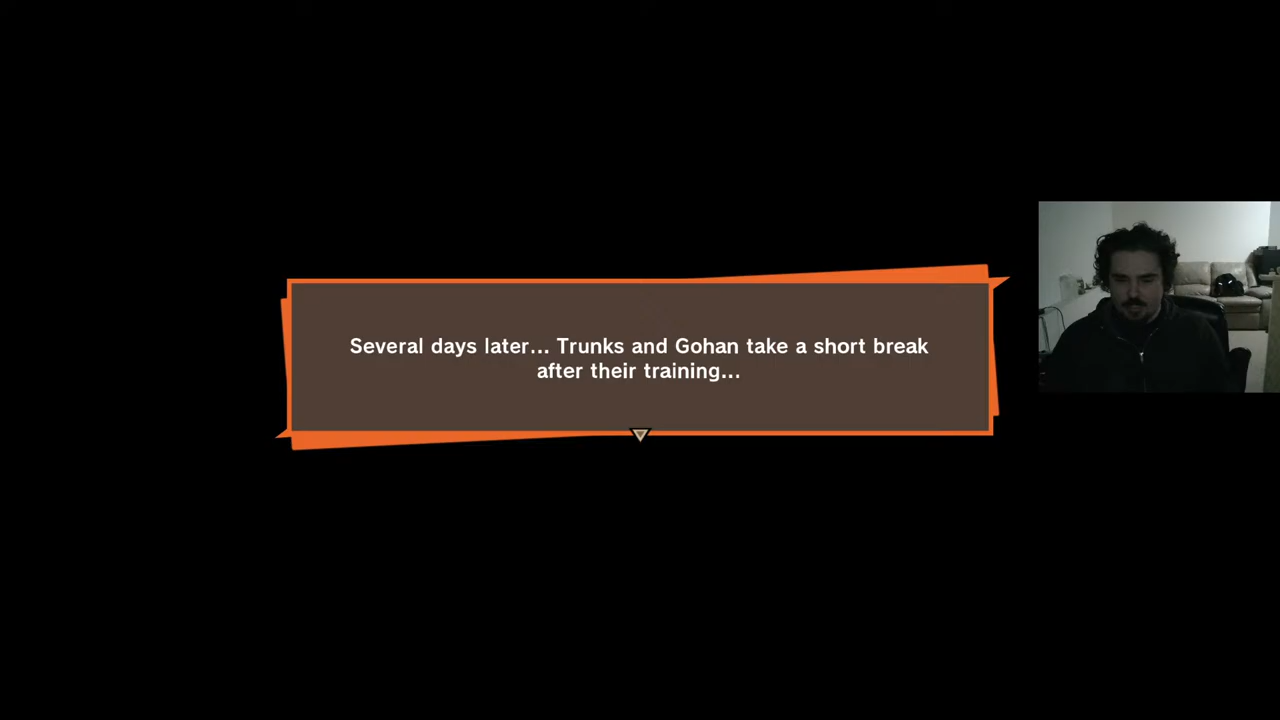 Several days later... Trunks and Gohan take a short break
after their training...